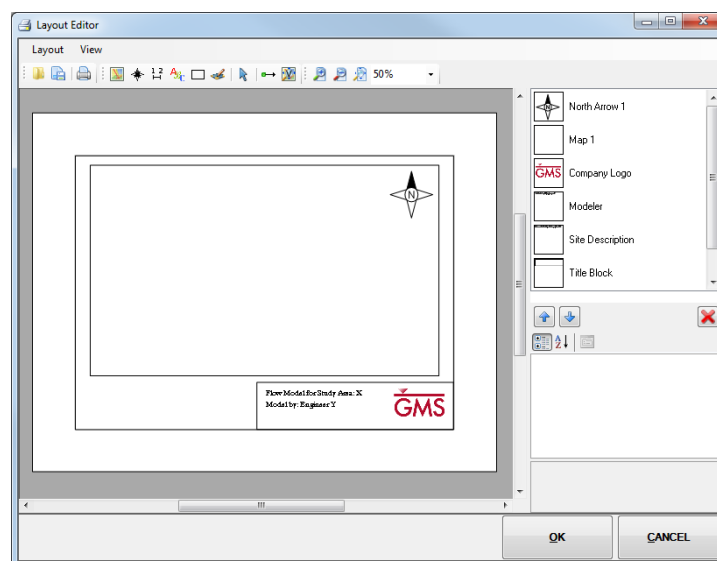 Layout Editor
Layout View
50%
North Arrow 1
Map 1
GMS Company Logo
Modeler
Site Description
Title Block
N
Flow Model for Study Area: X
Model by: Engineer Y
GMS
OK CANCEL